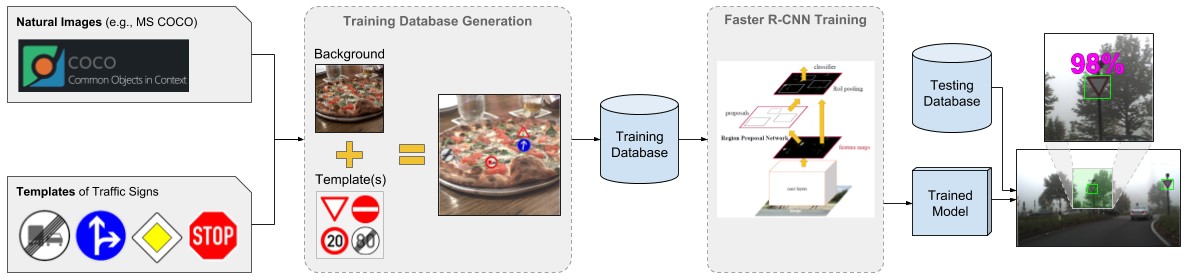 Natural Images (e.g., MS COCO)
COCO
Common Objects in Context
Templates of Traffic Signs
STOP
Training Database Generation
Background
Template(s)
20
80
Training
Database
Faster R-CNN Training
classifier
RoI pooling
proposals
Region Proposal Network
feature maps
conv layers
image
Testing
Database
Trained
Model
98%